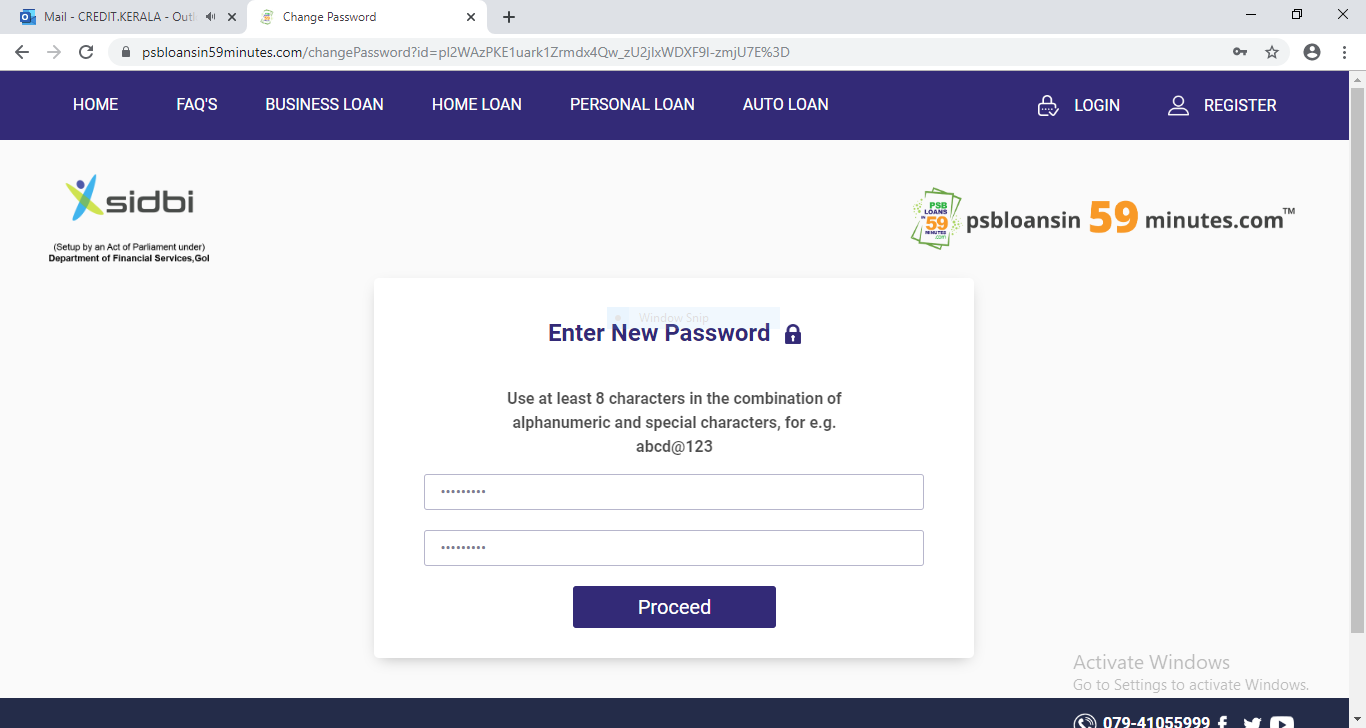 Mail - CREDIT.KERALA - Outl
Change Password
psbloansin59minutes.com/changePassword?id=pl2WAzPKE1uark1Zrmdx4Qw_zU2jIxWDXF9I-zmjU7E%3D
HOME FAQ'S BUSINESS LOAN HOME LOAN PERSONAL LOAN AUTO LOAN LOGIN REGISTER
sidbi
(Setup by an Act of Parliament under)
Department of Financial Services,GoI
PSB
LOANS
IN
59
MINUTES
.com
psbloansin 59 minutes.com™
Window Snip
Enter New Password
Use at least 8 characters in the combination of
alphanumeric and special characters, for e.g.
abcd@123
•••••••••
•••••••••
Proceed
Activate Windows
Go to Settings to activate Windows.
079-41055999